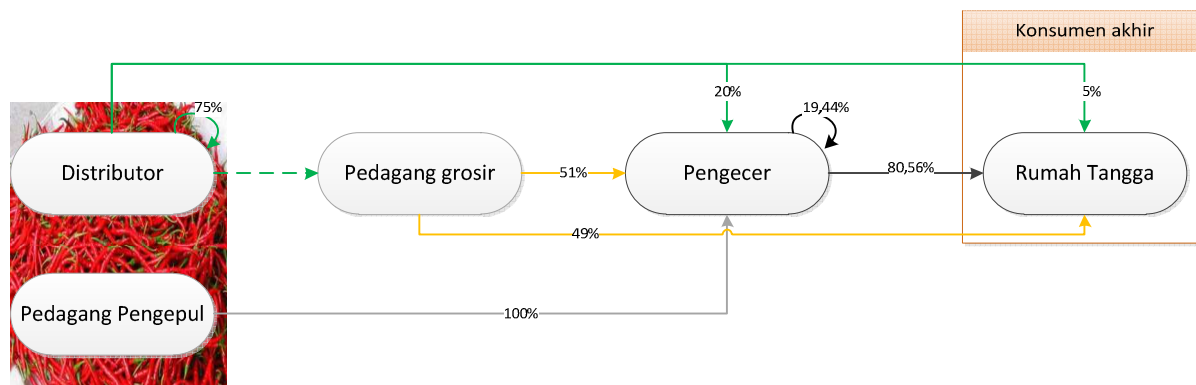 Konsumen akhir
20%
5%
75%
19,44%
Distributor
Pedagang grosir
51%
Pengecer
80,56%
Rumah Tangga
49%
Pedagang Pengepul
100%